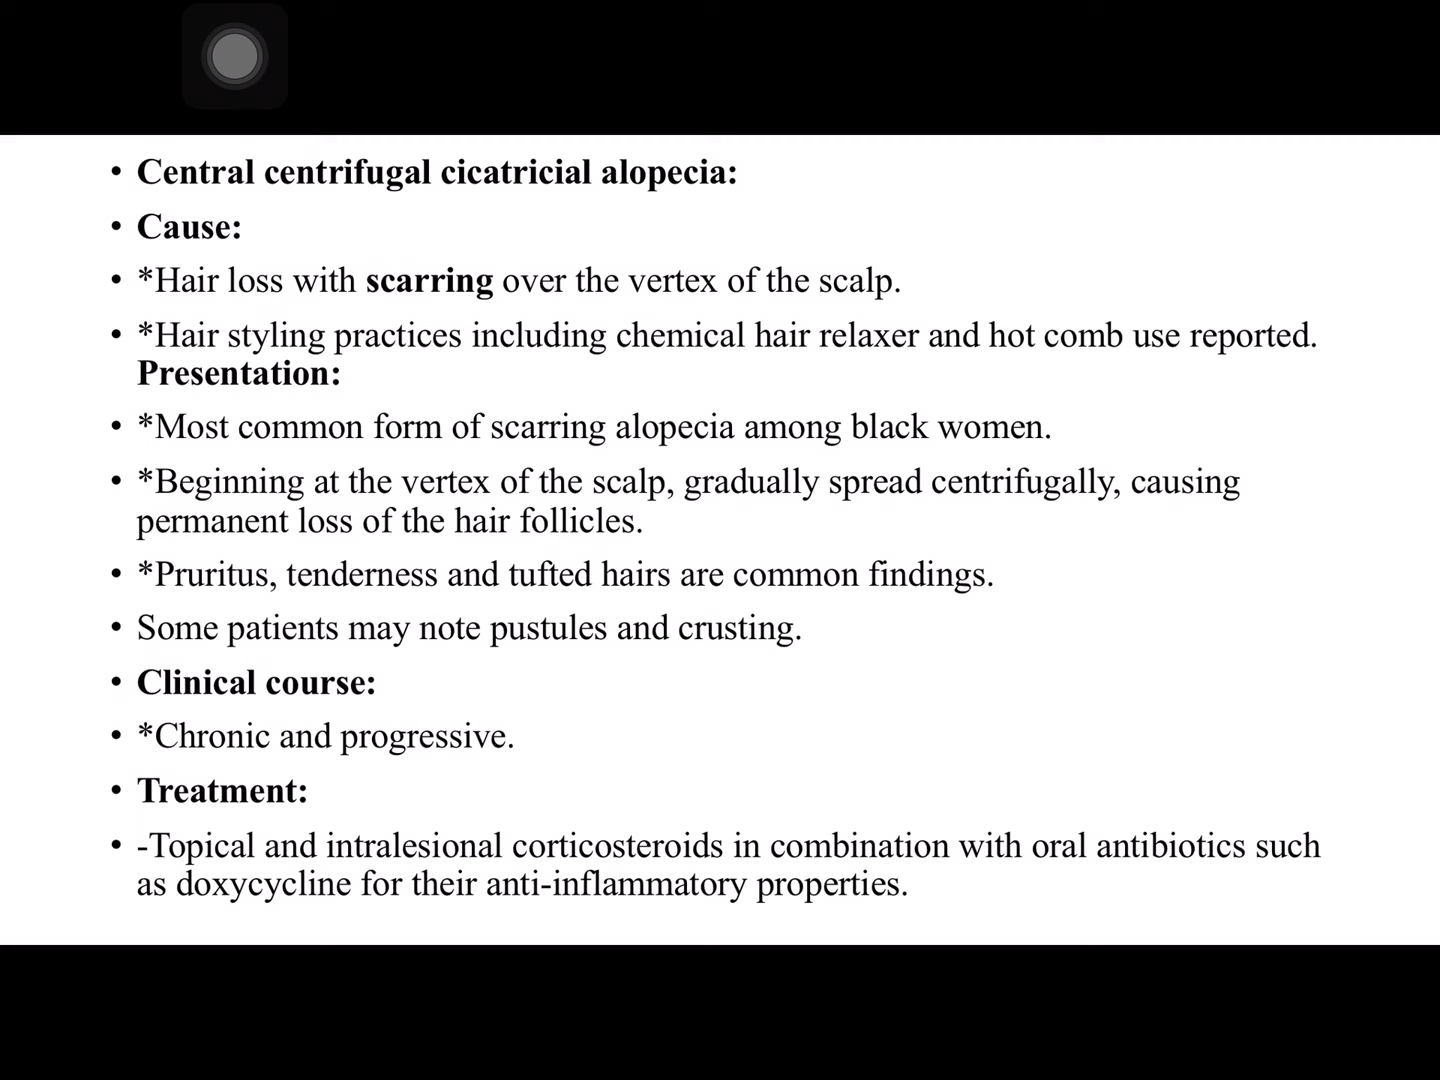 • Central centrifugal cicatricial alopecia:
• Cause:
• *Hair loss with scarring over the vertex of the scalp.
• *Hair styling practices including chemical hair relaxer and hot comb use reported.
Presentation:
• *Most common form of scarring alopecia among black women.
• *Beginning at the vertex of the scalp, gradually spread centrifugally, causing
permanent loss of the hair follicles.
• *Pruritus, tenderness and tufted hairs are common findings.
• Some patients may note pustules and crusting.
• Clinical course:
• *Chronic and progressive.
• Treatment:
• -Topical and intralesional corticosteroids in combination with oral antibiotics such
as doxycycline for their anti-inflammatory properties.